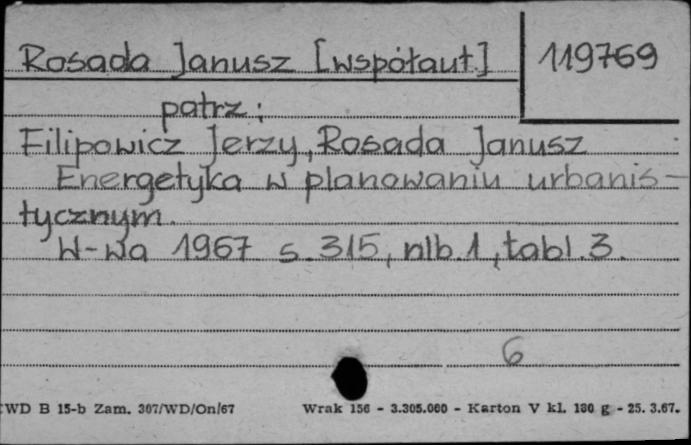 Rosada Janusz [współaut.]
119769
patrz:
Filipowicz Jerzy, Rosada Janusz
Energetyka w planowaniu urbanis-
tycznym.
W-wa 1967 s. 315, nlb. 1, tabl. 3.
6
WD B 15-b Zam. 307/WD/On/67 Wrak 156 - 3.305.000 - Karton V kl. 180 g - 25. 3.67.